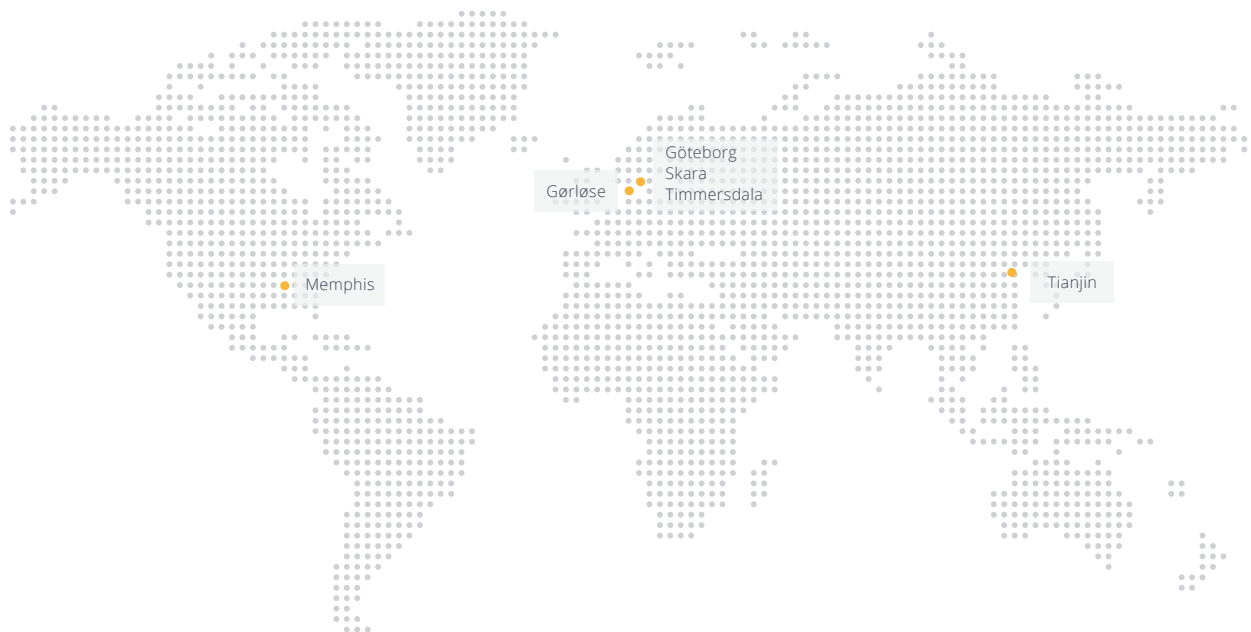 Göteborg
Skara
Timmersdala
Gørløse
Memphis
Tianjin